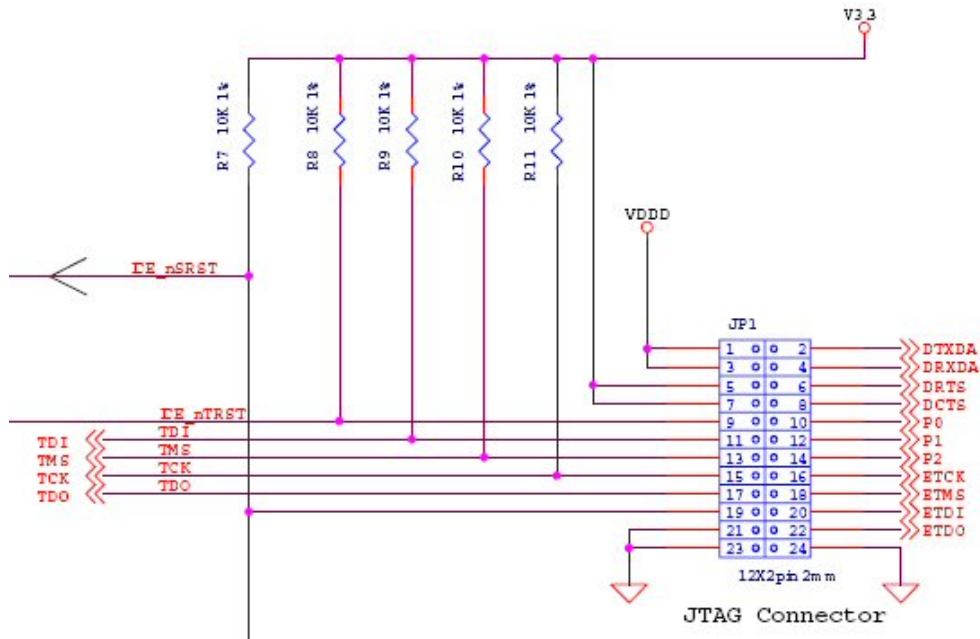 V3.3
R7 10K 1%
R8 10K 1%
R9 10K 1%
R10 10K 1%
R11 10K 1%
VDDD
ICE_nSRST
JP1
1 2 DTXDA
3 4 DRXDA
5 6 DRTS
7 8 DCTS
ICE_nTRST 9 10 P0
TDI TDI 11 12 P1
TMS TMS 13 14 P2
TCK TCK 15 16 ETCK
TDO TDO 17 18 ETMS
19 20 ETDI
21 22 ETDO
23 24
12X2pin 2mm
JTAG Connector